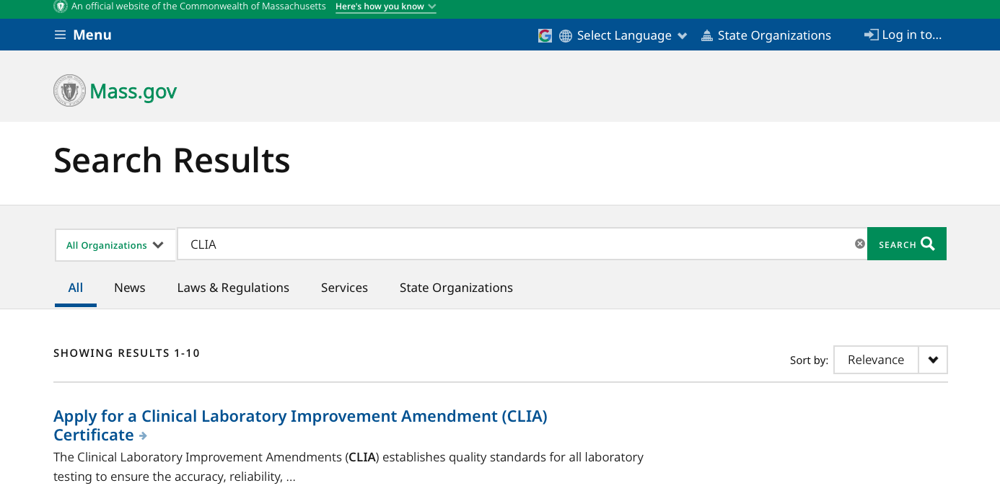 An official website of the Commonwealth of Massachusetts Here's how you know
Menu Select Language State Organizations Log in to...
Mass.gov
Search Results
All Organizations CLIA SEARCH
All News Laws & Regulations Services State Organizations
SHOWING RESULTS 1-10
Sort by: Relevance
Apply for a Clinical Laboratory Improvement Amendment (CLIA)
Certificate
The Clinical Laboratory Improvement Amendments (CLIA) establishes quality standards for all laboratory
testing to ensure the accuracy, reliability, ...